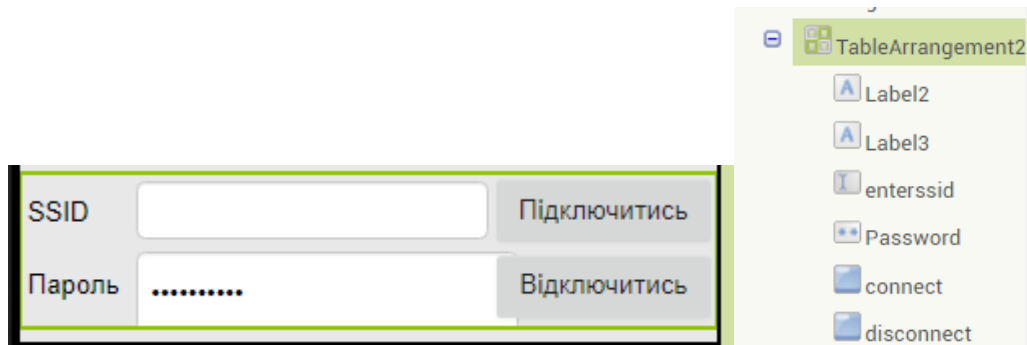 TableArrangement2
Label2
Label3
enterssid
Password
connect
disconnect
SSID
Підключитись
Пароль
..........
Відключитись